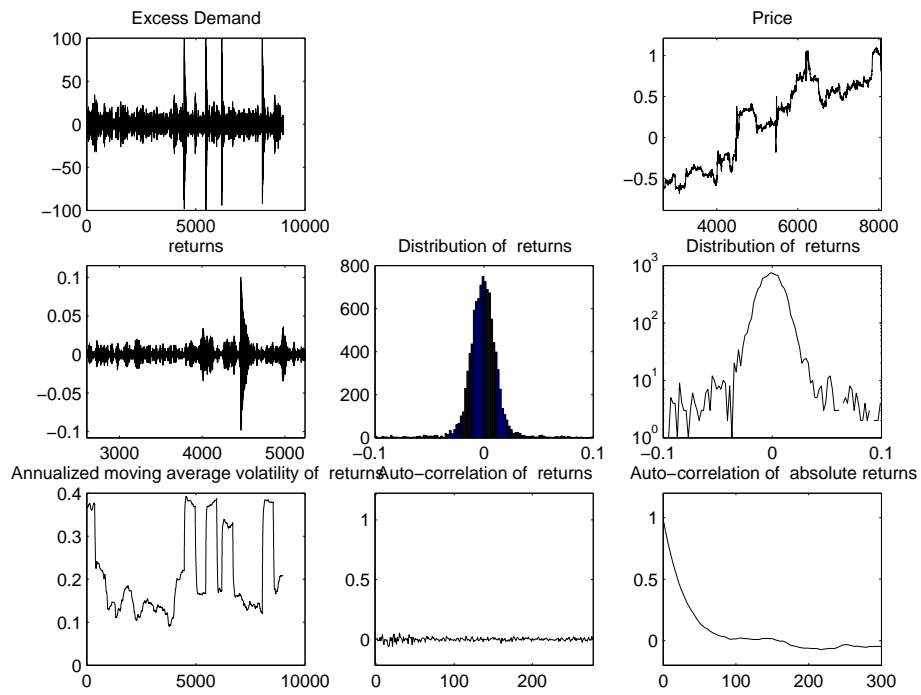 Excess Demand
100
50
0
−50
−100
0 5000 10000
Price
1
0.5
0
−0.5
4000 6000 8000
returns
0.1
0.05
0
−0.05
−0.1
3000 4000 5000
Distribution of returns
800
600
400
200
0
−0.1 0 0.1
Distribution of returns
10^3
10^2
10^1
10^0
−0.1 0 0.1
Annualized moving average volatility of returns
0.4
0.3
0.2
0.1
0
0 5000 10000
Auto−correlation of returns
1
0.5
0
0 100 200
Auto−correlation of absolute returns
1
0.5
0
0 100 200 300